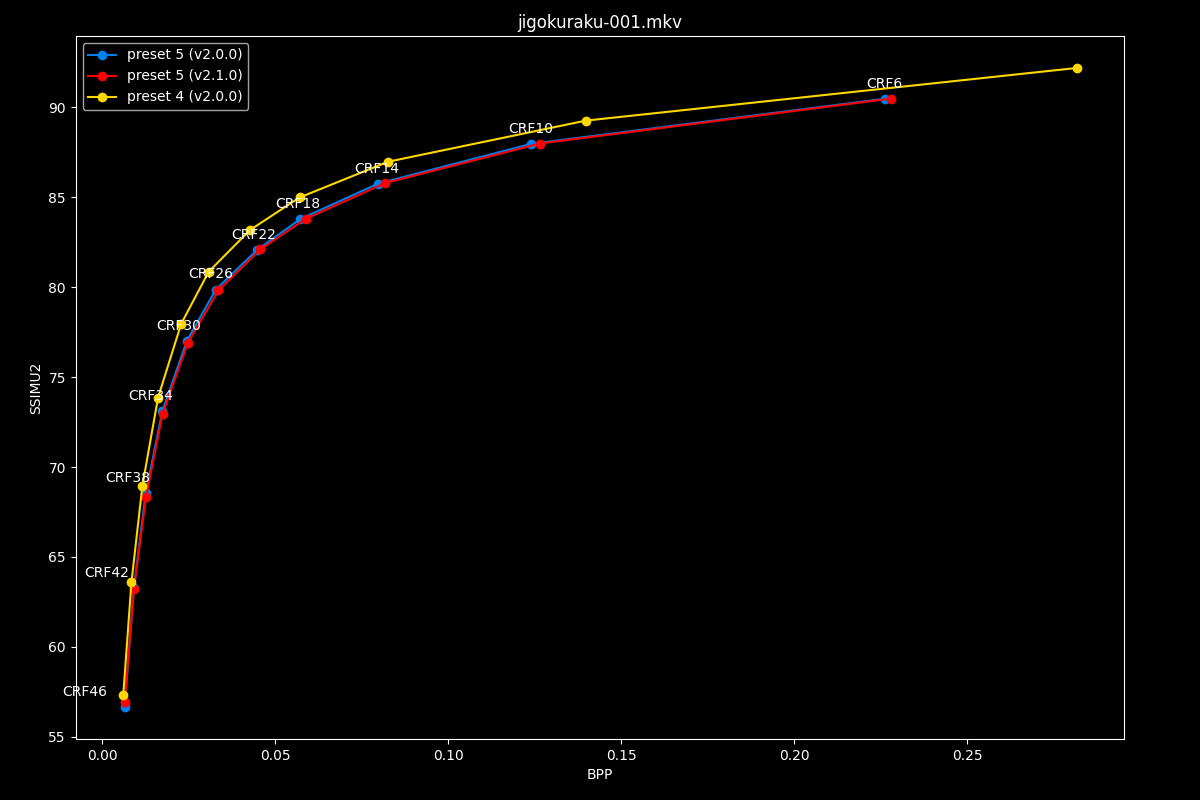 jigokuraku-001.mkv
preset 5 (v2.0.0)
preset 5 (v2.1.0)
preset 4 (v2.0.0)
CRF6
CRF10
CRF14
CRF18
CRF22
CRF26
CRF30
CRF34
CRF38
CRF42
CRF46
90
85
80
75
70
65
60
55
SSIMU2
0.00 0.05 0.10 0.15 0.20 0.25
BPP